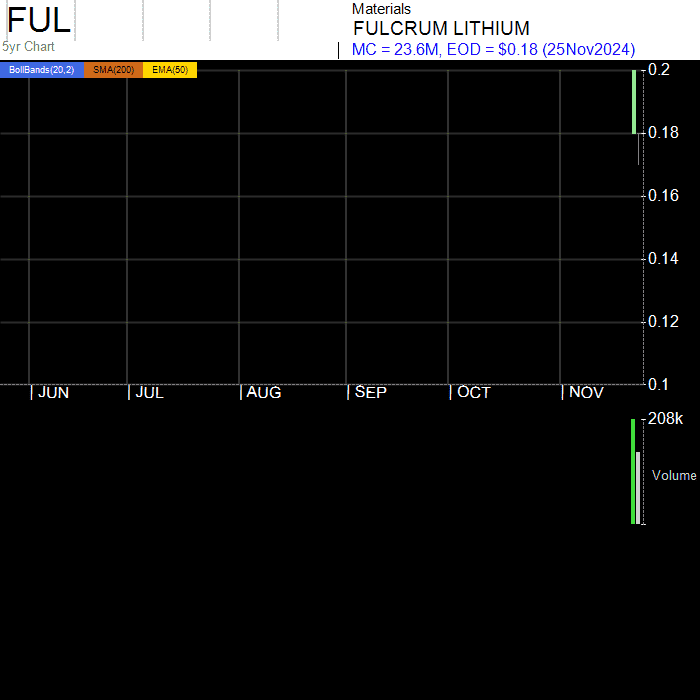 FUL
5yr Chart
Materials
FULCRUM LITHIUM
MC = 23.6M, EOD = $0.18 (25Nov2024)
BollBands(20,2) SMA(200) EMA(50)
0.2
0.18
0.16
0.14
0.12
0.1
JUN JUL AUG SEP OCT NOV
208k
Volume